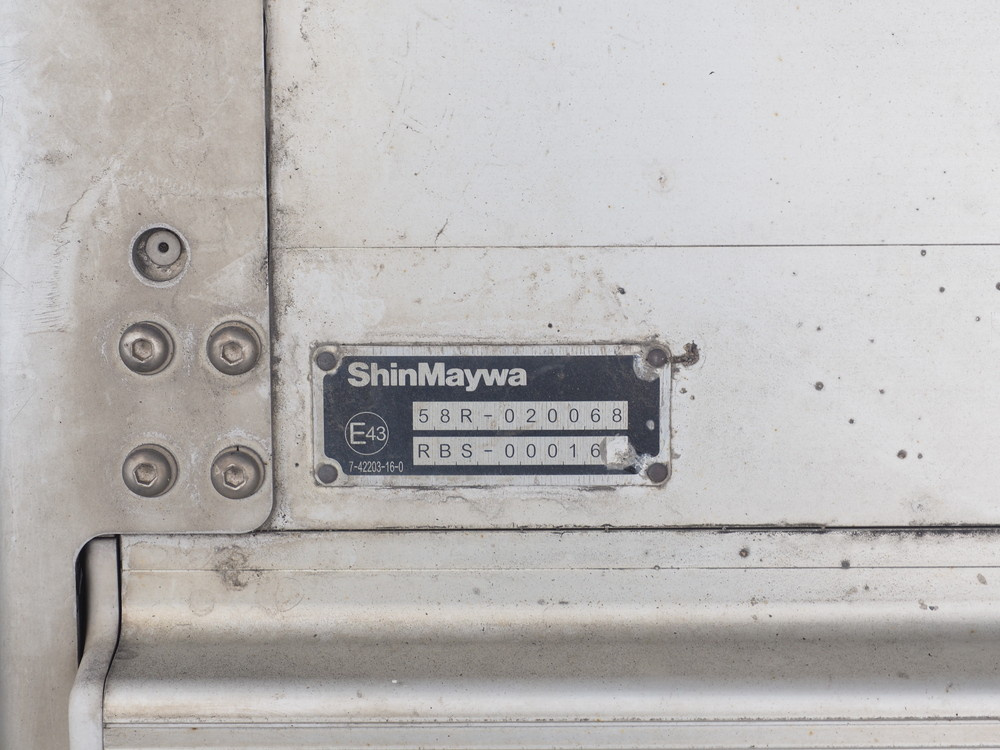 ShinMaywa
58R-020068
E43
RBS-00016
7-42203-16-0